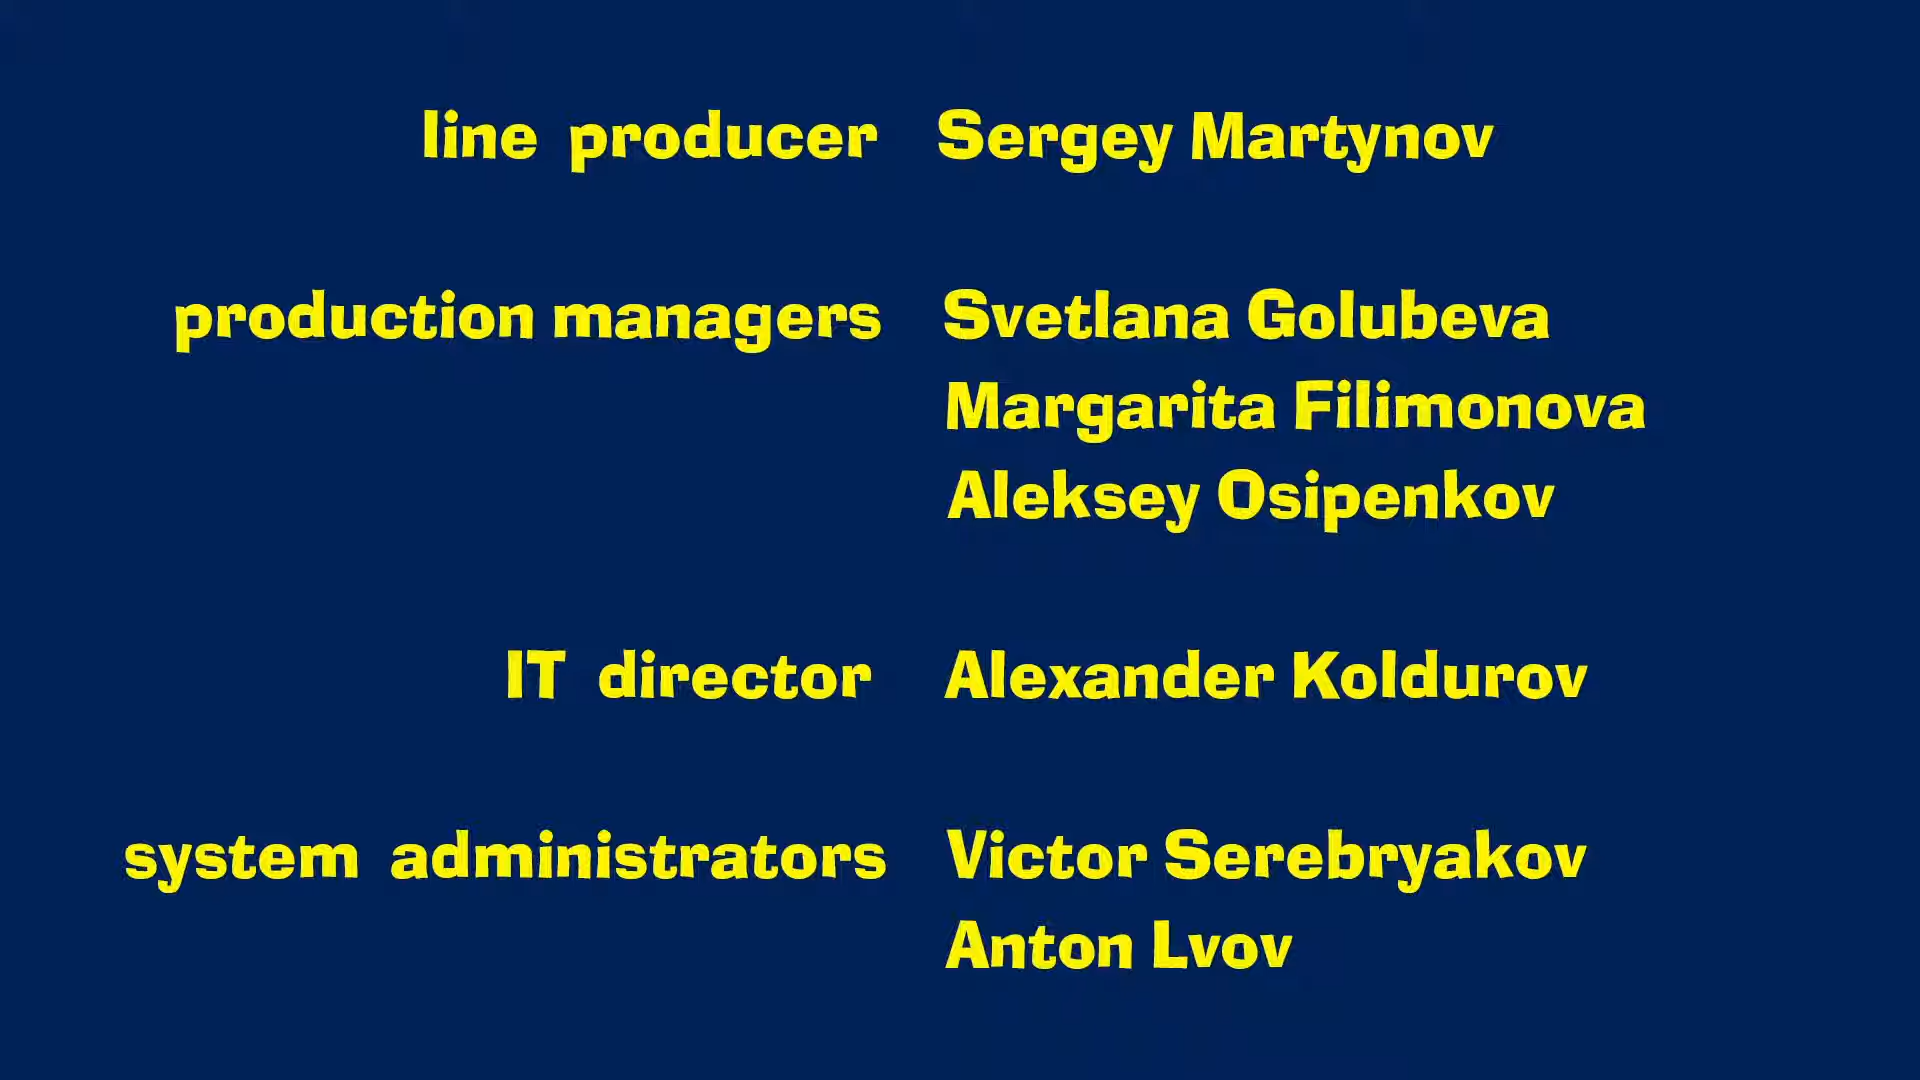 line producer Sergey Martynov
production managers Svetlana Golubeva
Margarita Filimonova
Aleksey Osipenkov
IT director Alexander Koldurov
system administrators Victor Serebryakov
Anton Lvov